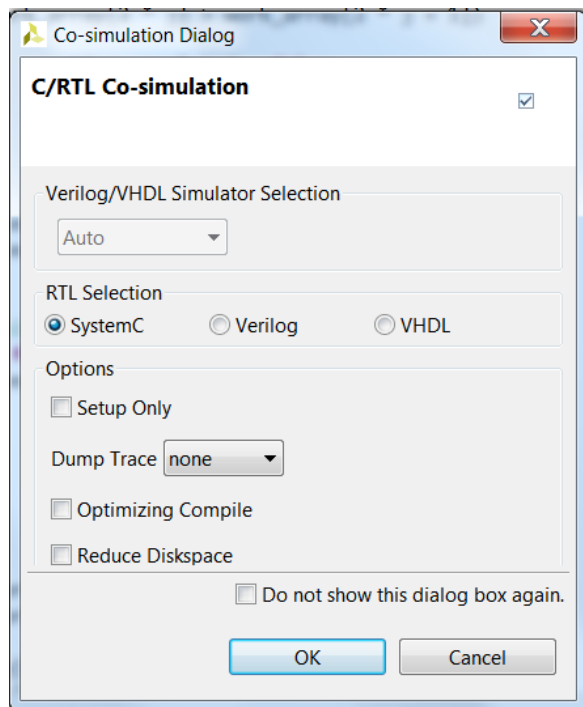 Co-simulation Dialog
C/RTL Co-simulation
Verilog/VHDL Simulator Selection
Auto
RTL Selection
SystemC Verilog VHDL
Options
Setup Only
Dump Trace none
Optimizing Compile
Reduce Diskspace
Do not show this dialog box again.
OK Cancel